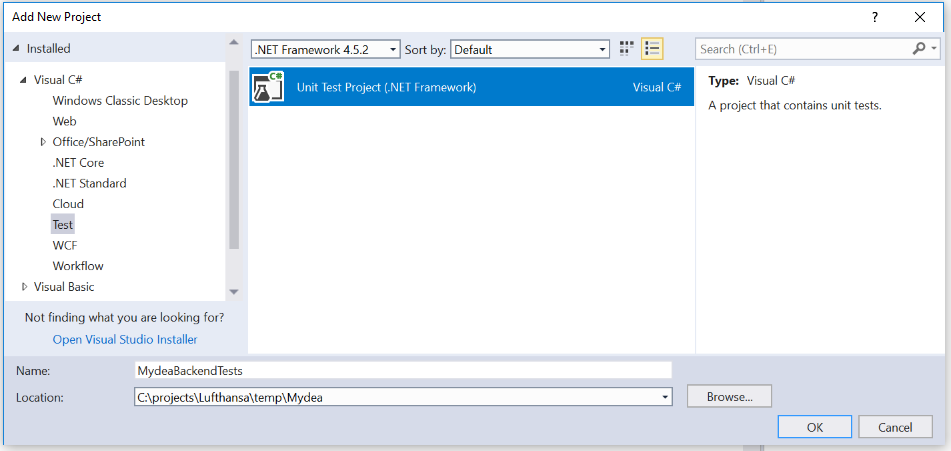 Add New Project
?
Installed
.NET Framework 4.5.2
Sort by:
Default
Search (Ctrl+E)
Visual C#
Windows Classic Desktop
Web
Office/SharePoint
.NET Core
.NET Standard
Cloud
Test
WCF
Workflow
Visual Basic
Not finding what you are looking for?
Open Visual Studio Installer
C#
Unit Test Project (.NET Framework)
Visual C#
Type: Visual C#
A project that contains unit tests.
Name:
MydeaBackendTests
Location:
C:\projects\Lufthansa\temp\Mydea
Browse...
OK
Cancel